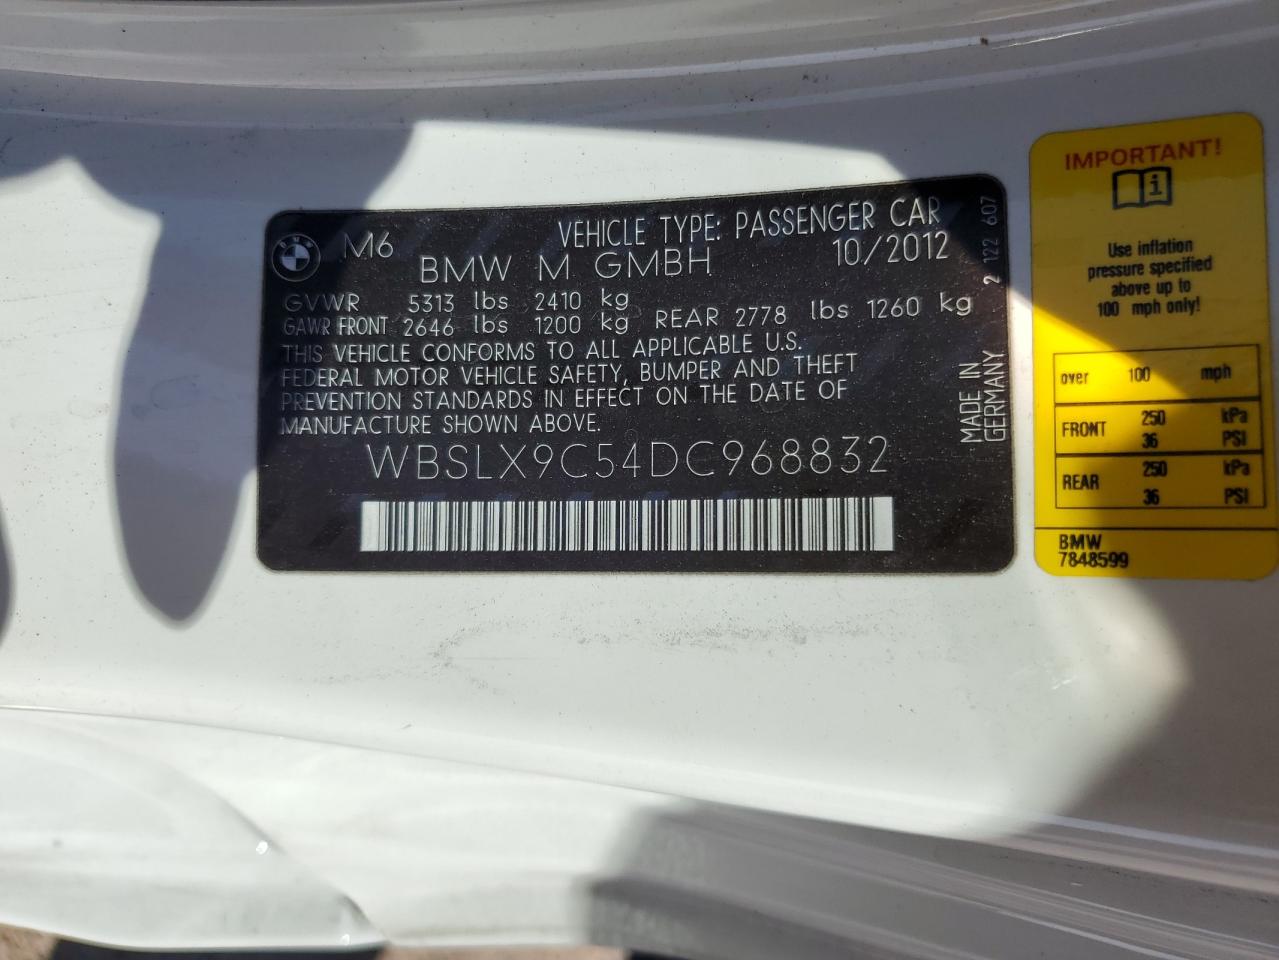 BMW
M6
VEHICLE TYPE: PASSENGER CAR
BMW M GMBH
10/2012
GVWR 5313 lbs 2410 kg
GAWR FRONT 2646 lbs 1200 kg REAR 2778 lbs 1260 kg
THIS VEHICLE CONFORMS TO ALL APPLICABLE U.S.
FEDERAL MOTOR VEHICLE SAFETY, BUMPER AND THEFT
PREVENTION STANDARDS IN EFFECT ON THE DATE OF
MANUFACTURE SHOWN ABOVE.
WBSLX9C54DC968832
2 122 607
MADE IN
GERMANY
IMPORTANT!
i
Use inflation
pressure specified
above up to
100 mph only!
over 100 mph
FRONT 250 kPa
36 PSI
REAR 250 kPa
36 PSI
BMW
7848599